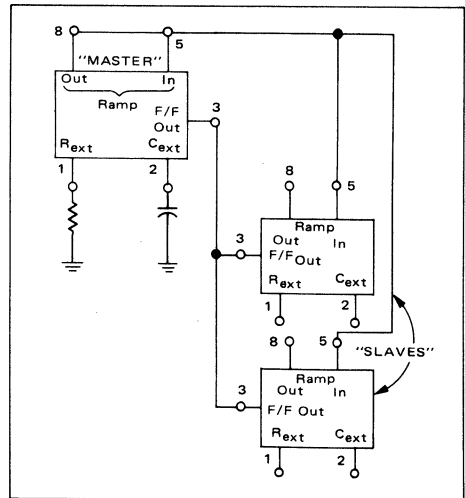 8 "MASTER" 5
Out In
Ramp
F/F
Out 3
Rext Cext
1 2
8 5
Ramp
3 Out In
F/F Out
Rext Cext
1 2
8 5 "SLAVES"
Ramp
3 Out In
F/F Out
Rext Cext
1 2